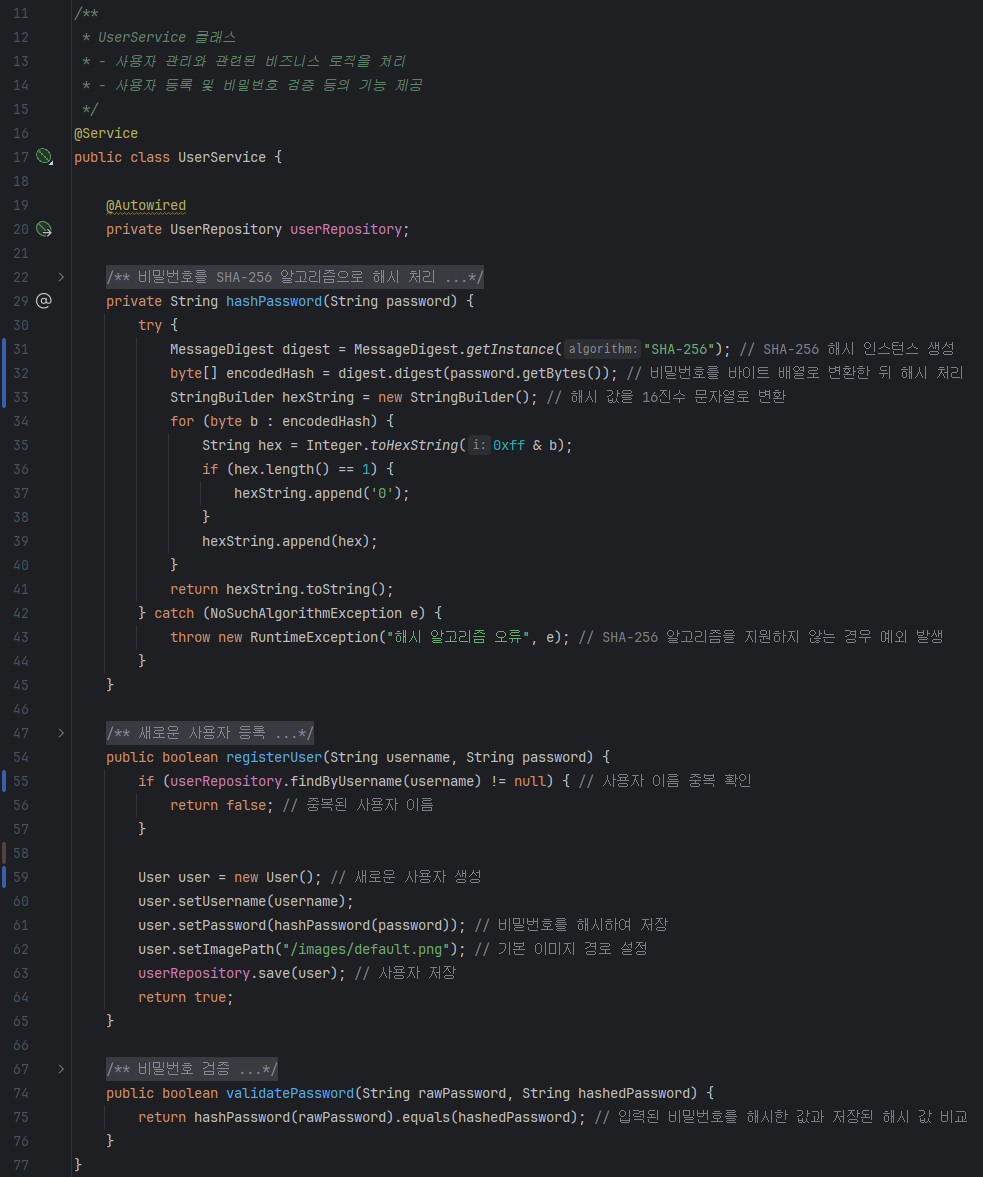 11 /**
12  * UserService 클래스
13  * - 사용자 관리와 관련된 비즈니스 로직을 처리
14  * - 사용자 등록 및 비밀번호 검증 등의 기능 제공
15  */
16 @Service
17 public class UserService {
18
19     @Autowired
20     private UserRepository userRepository;
21
22     /** 비밀번호를 SHA-256 알고리즘으로 해시 처리 ...*/
29     private String hashPassword(String password) {
30         try {
31             MessageDigest digest = MessageDigest.getInstance( algorithm: "SHA-256"); // SHA-256 해시 인스턴스 생성
32             byte[] encodedHash = digest.digest(password.getBytes()); // 비밀번호를 바이트 배열로 변환한 뒤 해시 처리
33             StringBuilder hexString = new StringBuilder(); // 해시 값을 16진수 문자열로 변환
34             for (byte b : encodedHash) {
35                 String hex = Integer.toHexString( i: 0xff & b);
36                 if (hex.length() == 1) {
37                     hexString.append('0');
38                 }
39                 hexString.append(hex);
40             }
41             return hexString.toString();
42         } catch (NoSuchAlgorithmException e) {
43             throw new RuntimeException("해시 알고리즘 오류", e); // SHA-256 알고리즘을 지원하지 않는 경우 예외 발생
44         }
45     }
46
47     /** 새로운 사용자 등록 ...*/
54     public boolean registerUser(String username, String password) {
55         if (userRepository.findByUsername(username) != null) { // 사용자 이름 중복 확인
56             return false; // 중복된 사용자 이름
57         }
58
59         User user = new User(); // 새로운 사용자 생성
60         user.setUsername(username);
61         user.setPassword(hashPassword(password)); // 비밀번호를 해시하여 저장
62         user.setImagePath("/images/default.png"); // 기본 이미지 경로 설정
63         userRepository.save(user); // 사용자 저장
64         return true;
65     }
66
67     /** 비밀번호 검증 ...*/
74     public boolean validatePassword(String rawPassword, String hashedPassword) {
75         return hashPassword(rawPassword).equals(hashedPassword); // 입력된 비밀번호를 해시한 값과 저장된 해시 값 비교
76     }
77 }